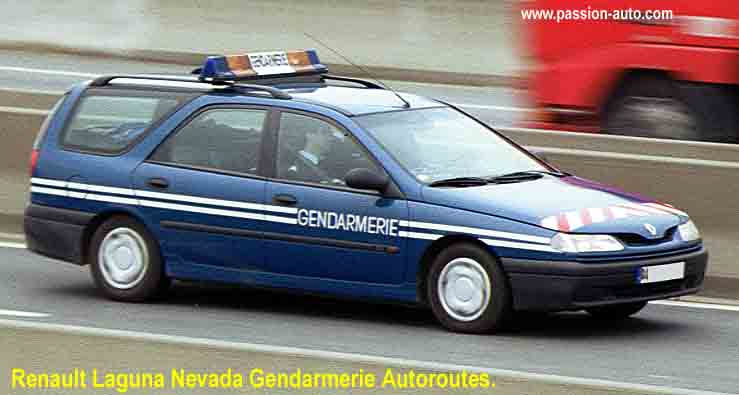 www.passion-auto.com
GENDARMERIE
GENDARMERIE
Renault Laguna Nevada Gendarmerie Autoroutes.